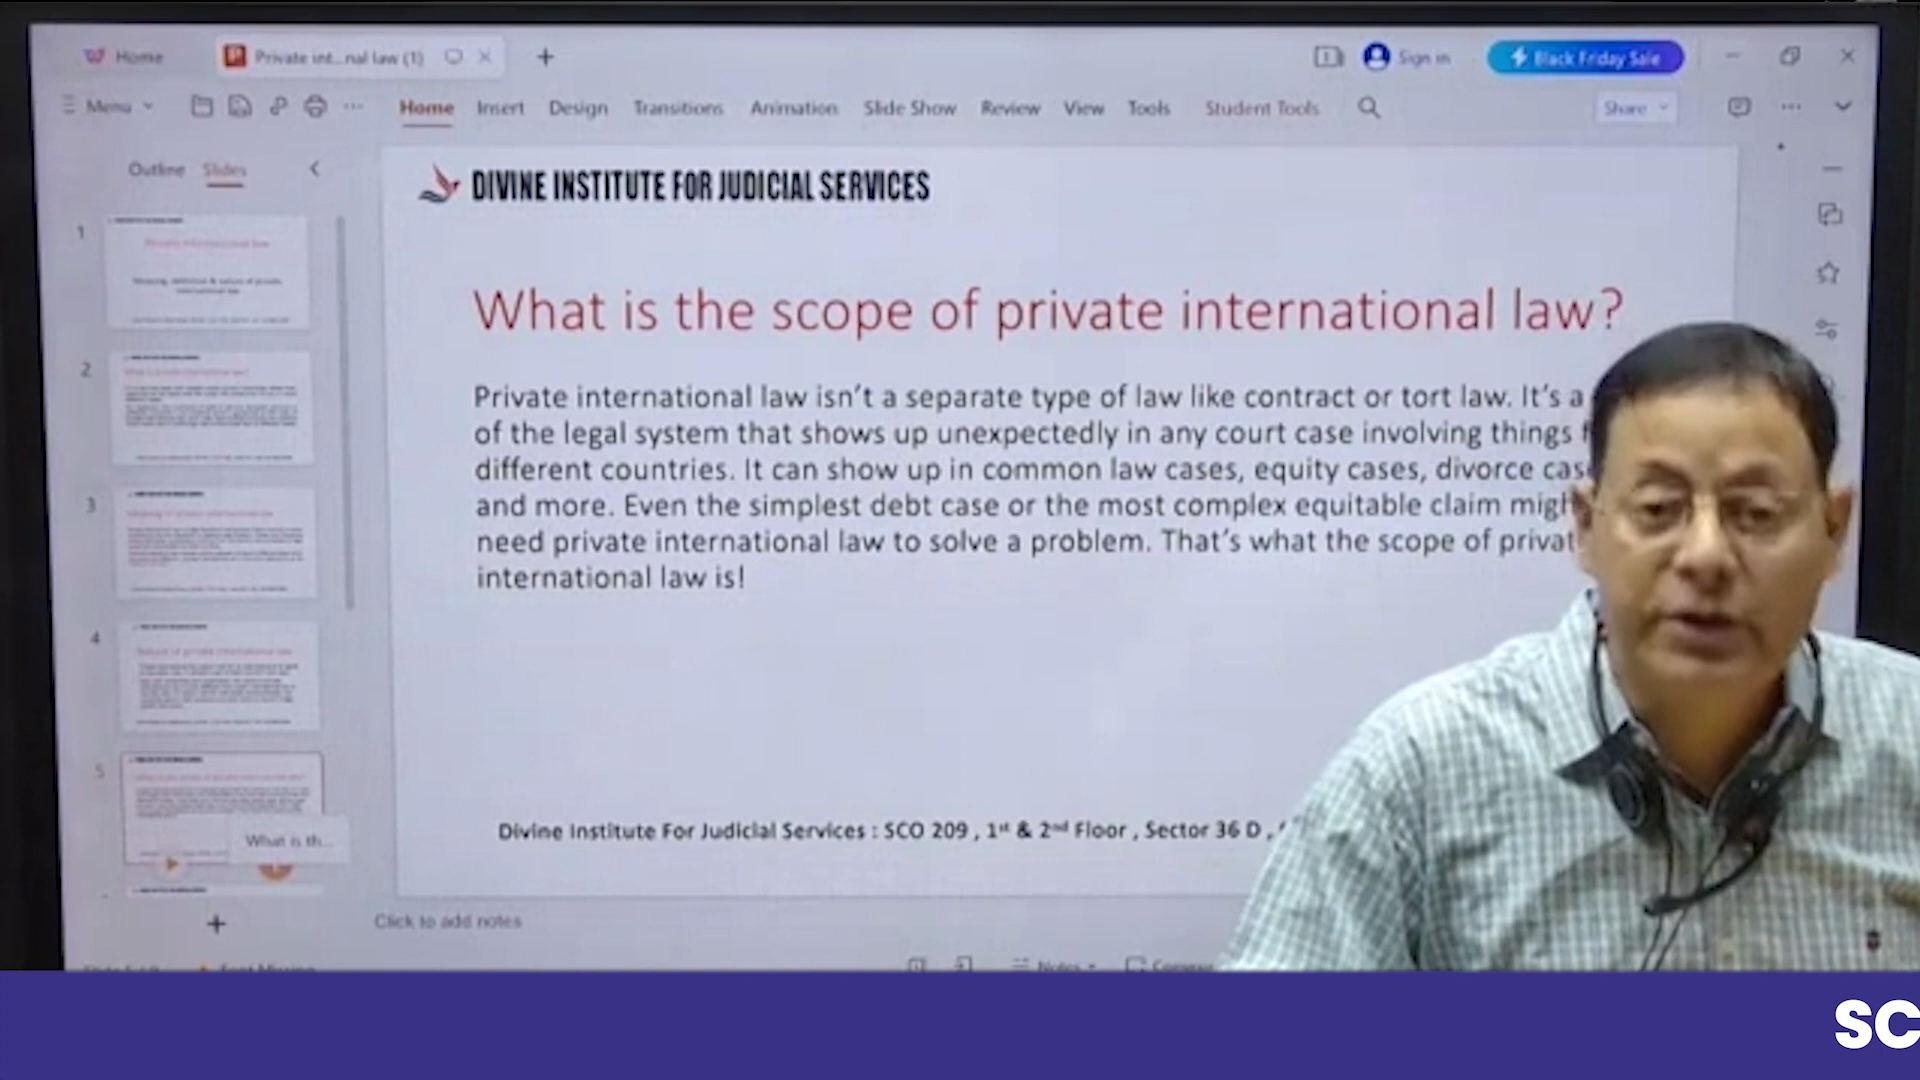 Home
Private int...nal law (1)
Sign in
Black Friday Sale
Menu
Home Insert Design Transitions Animation Slide Show Review View Tools Student Tools
Share
Outline Slides
DIVINE INSTITUTE FOR JUDICIAL SERVICES
What is the scope of private international law?
Private international law isn't a separate type of law like contract or tort law. It's a
of the legal system that shows up unexpectedly in any court case involving things
different countries. It can show up in common law cases, equity cases, divorce cas
and more. Even the simplest debt case or the most complex equitable claim migh
need private international law to solve a problem. That's what the scope of privat
international law is!
Divine Institute For Judicial Services : SCO 209 , 1st & 2nd Floor , Sector 36 D ,
1
2
3
4
5
What is th...
Click to add notes
Notes
SC